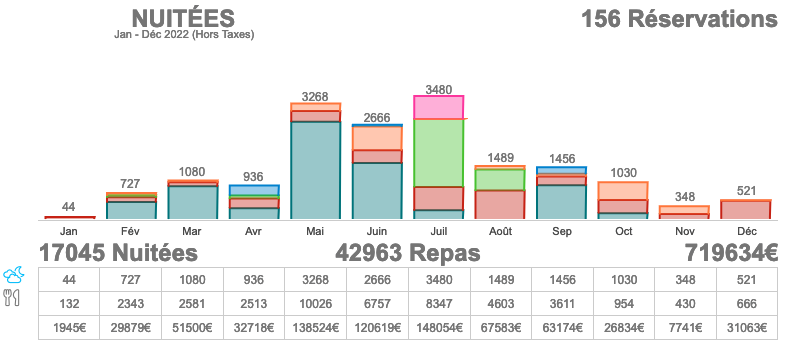 NUITÉES
156 Réservations
Jan - Déc 2022 (Hors Taxes)
44 727 1080 936 3268 2666 3480 1489 1456 1030 348 521
Jan Fév Mar Avr Mai Juin Juil Août Sep Oct Nov Déc
17045 Nuitées 42963 Repas 719634€
44 727 1080 936 3268 2666 3480 1489 1456 1030 348 521
132 2343 2581 2513 10026 6757 8347 4603 3611 954 430 666
1945€ 29879€ 51500€ 32718€ 138524€ 120619€ 148054€ 67583€ 63174€ 26834€ 7741€ 31063€